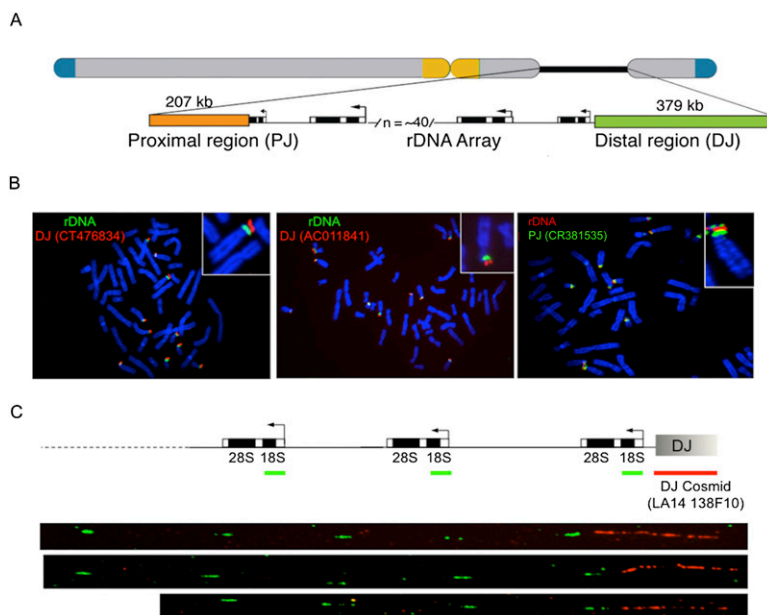 A
207 kb
379 kb
n = ~40
Proximal region (PJ)
rDNA Array
Distal region (DJ)
B
rDNA
DJ (CT476834)
rDNA
DJ (AC011841)
rDNA
PJ (CR381535)
C
28S 18S
28S 18S
28S 18S
DJ
DJ Cosmid
(LA14 138F10)